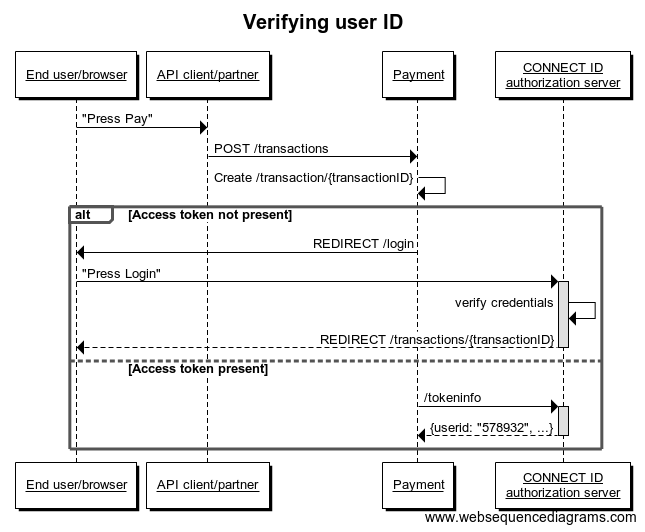 Verifying user ID
End user/browser
API client/partner
Payment
CONNECT ID
authorization server
"Press Pay"
POST /transactions
Create /transaction/{transactionID}
alt
[Access token not present]
REDIRECT /login
"Press Login"
verify credentials
REDIRECT /transactions/{transactionID}
[Access token present]
/tokeninfo
{userid: "578932", ...}
End user/browser
API client/partner
Payment
CONNECT ID
authorization server
www.websequencediagrams.com